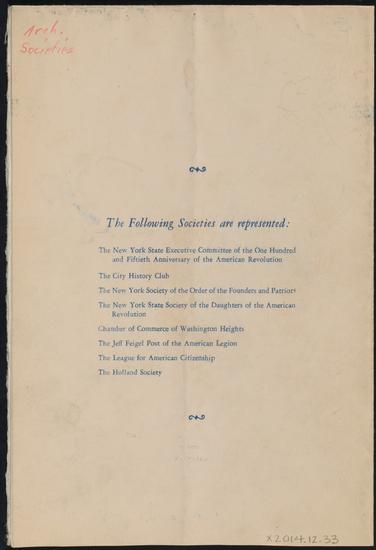 Arch.
Societies
The Following Societies are represented:
The New York State Executive Committee of the One Hundred
and Fiftieth Anniversary of the American Revolution
The City History Club
The New York Society of the Order of the Founders and Patriots
The New York State Society of the Daughters of the American
Revolution
Chamber of Commerce of Washington Heights
The Jeff Feigel Post of the American Legion
The League for American Citizenship
The Holland Society
X2014.12.33